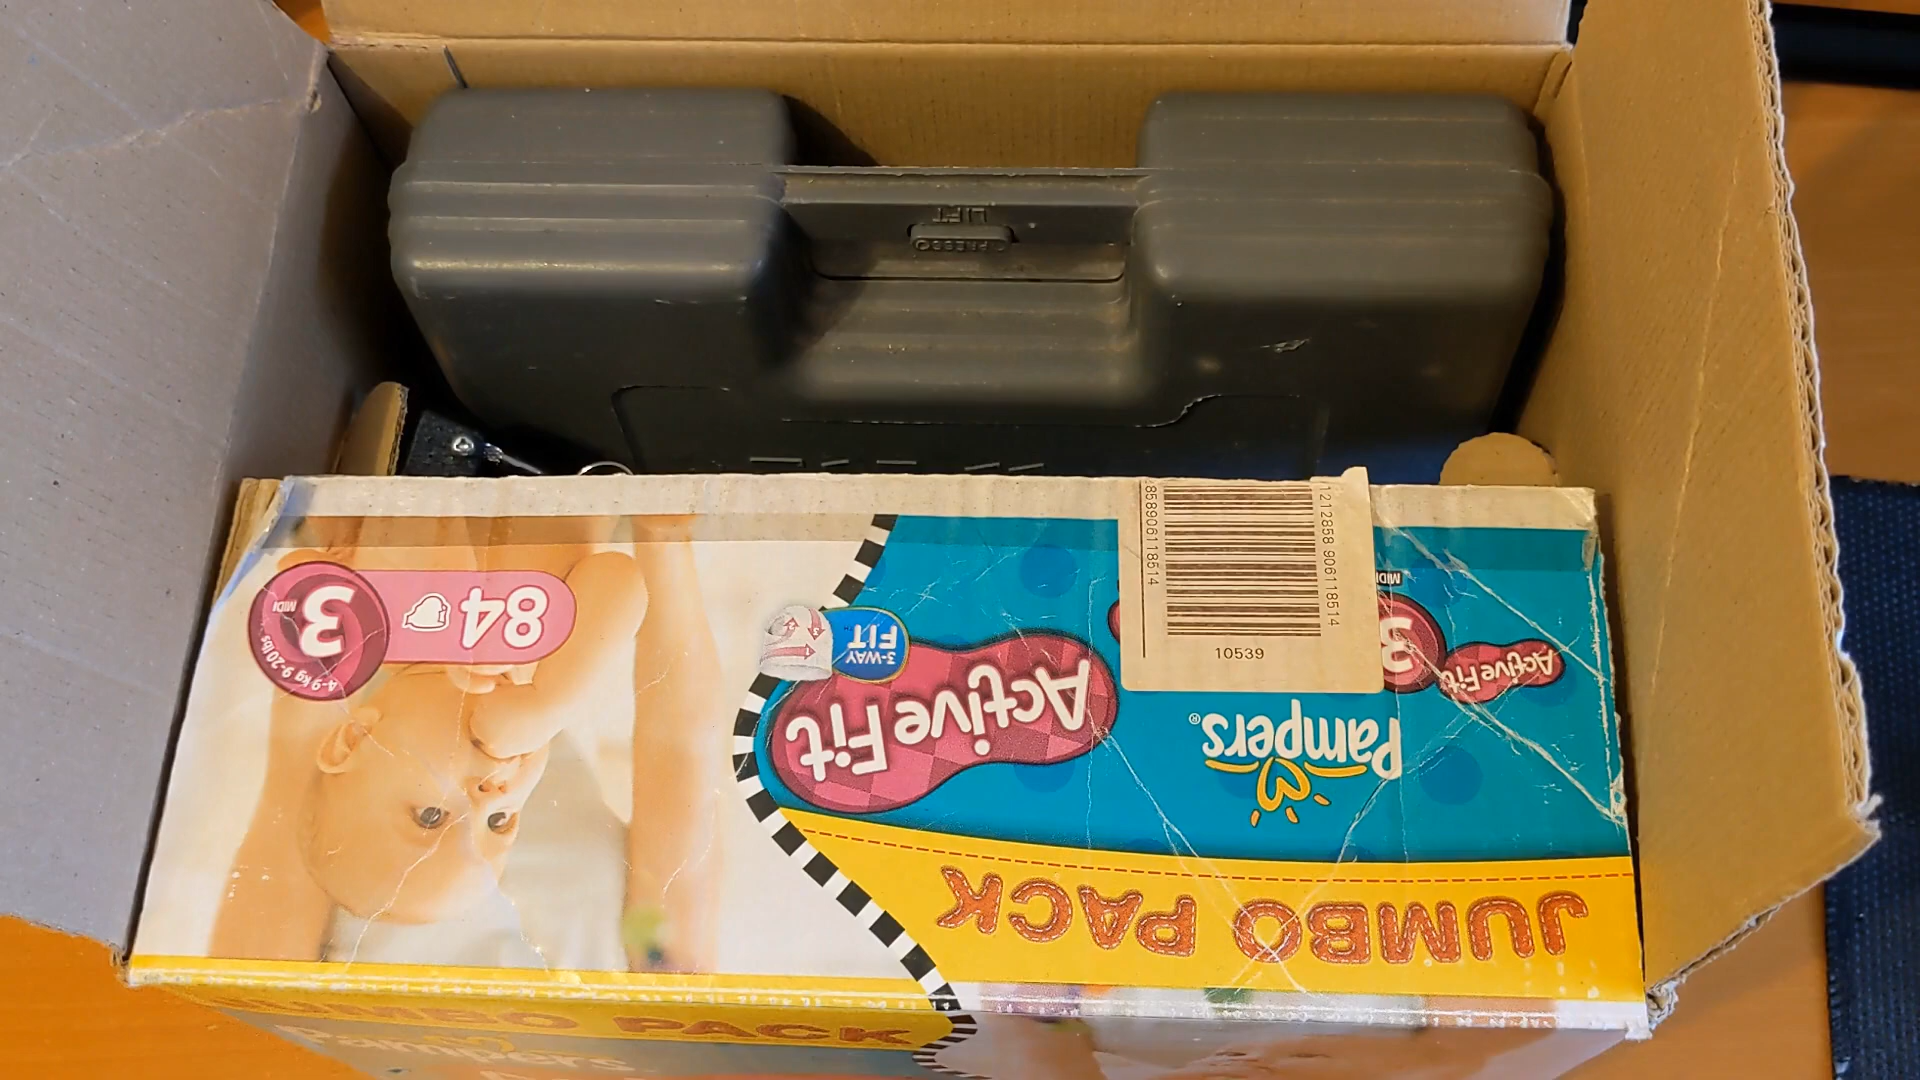 LIFT
PRESS
84
3
MIDI
4-9 kg 9-20 lbs
3-WAY
FIT
Active Fit
858906118514
1212858 906118514
10539
MIDI
3
Active Fit
Pampers®
JUMBO PACK
JUMBO PACK
Pampers